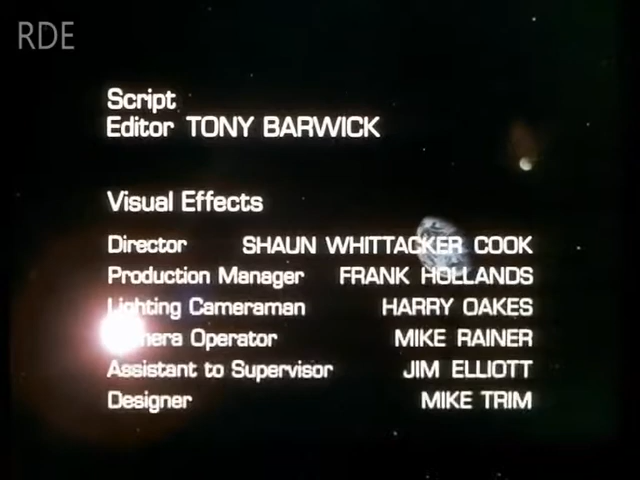 RDE
Script
Editor TONY BARWICK
Visual Effects
Director SHAUN WHITTACKER COOK
Production Manager FRANK HOLLANDS
Lighting Cameraman HARRY OAKES
Camera Operator MIKE RAINER
Assistant to Supervisor JIM ELLIOTT
Designer MIKE TRIM